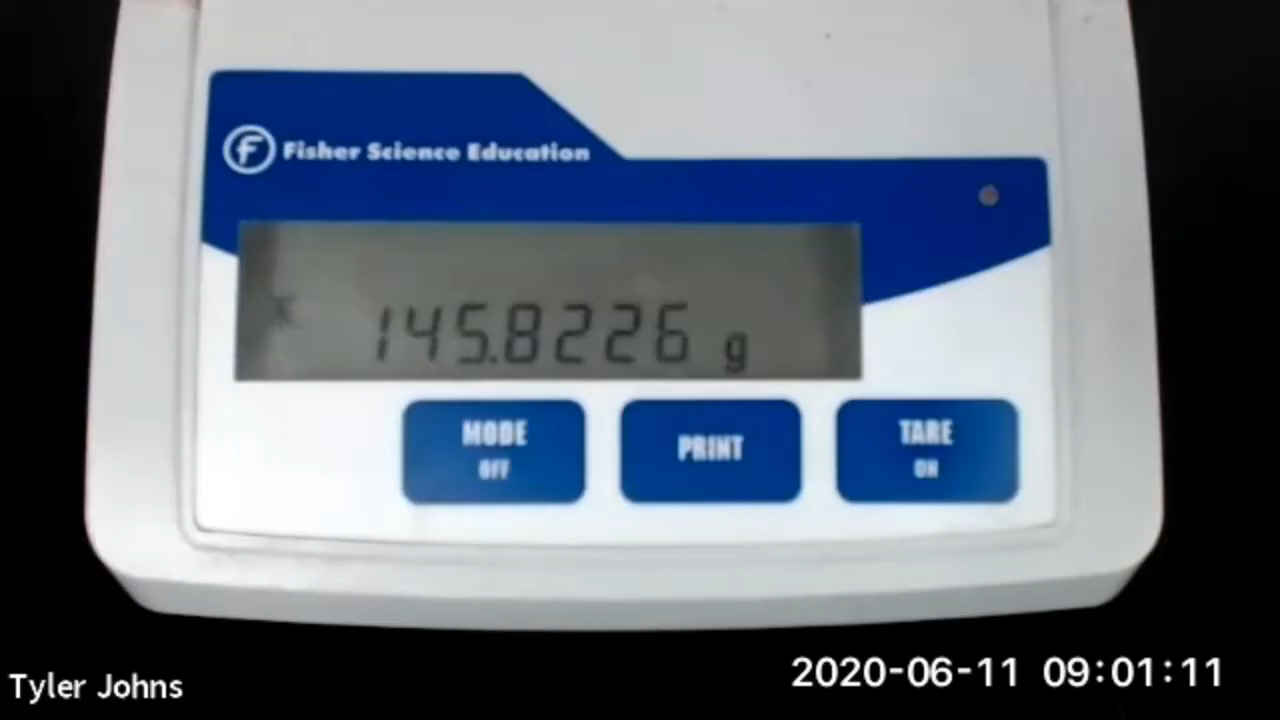 Fisher Science Education
145.8226 g
MODE
OFF
PRINT
TARE
ON
Tyler Johns
2020-06-11 09:01:11